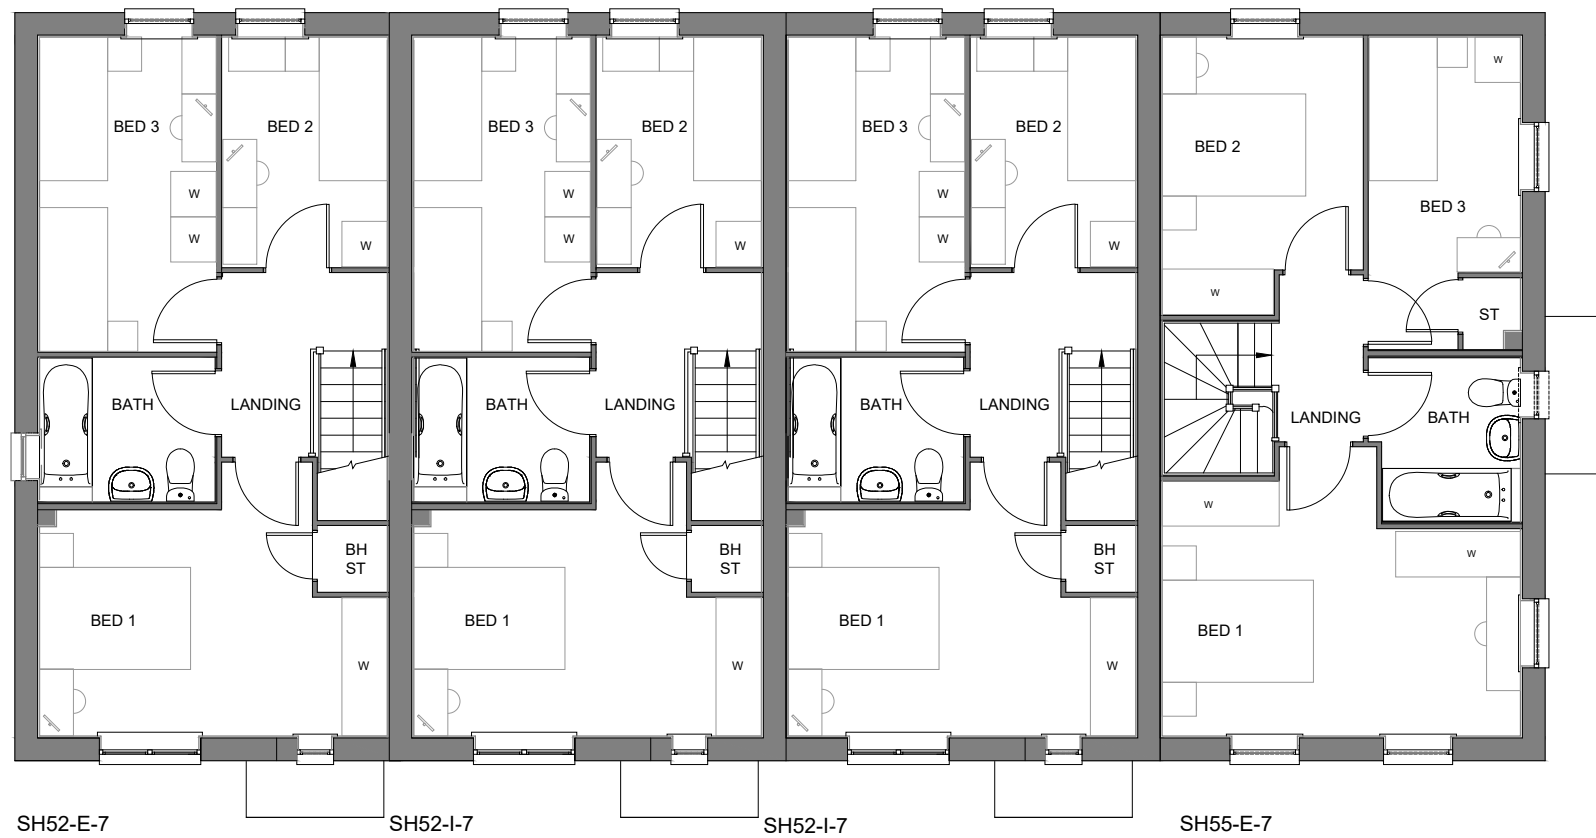 BED 3
BED 2
W
W
W
BATH
LANDING
BH
ST
BED 1
W
BED 3
BED 2
W
W
W
BATH
LANDING
BH
ST
BED 1
W
BED 3
BED 2
W
W
W
BATH
LANDING
BH
ST
BED 1
W
W
BED 2
BED 3
W
ST
LANDING
BATH
W
W
BED 1
SH52-E-7
SH52-I-7
SH52-I-7
SH55-E-7